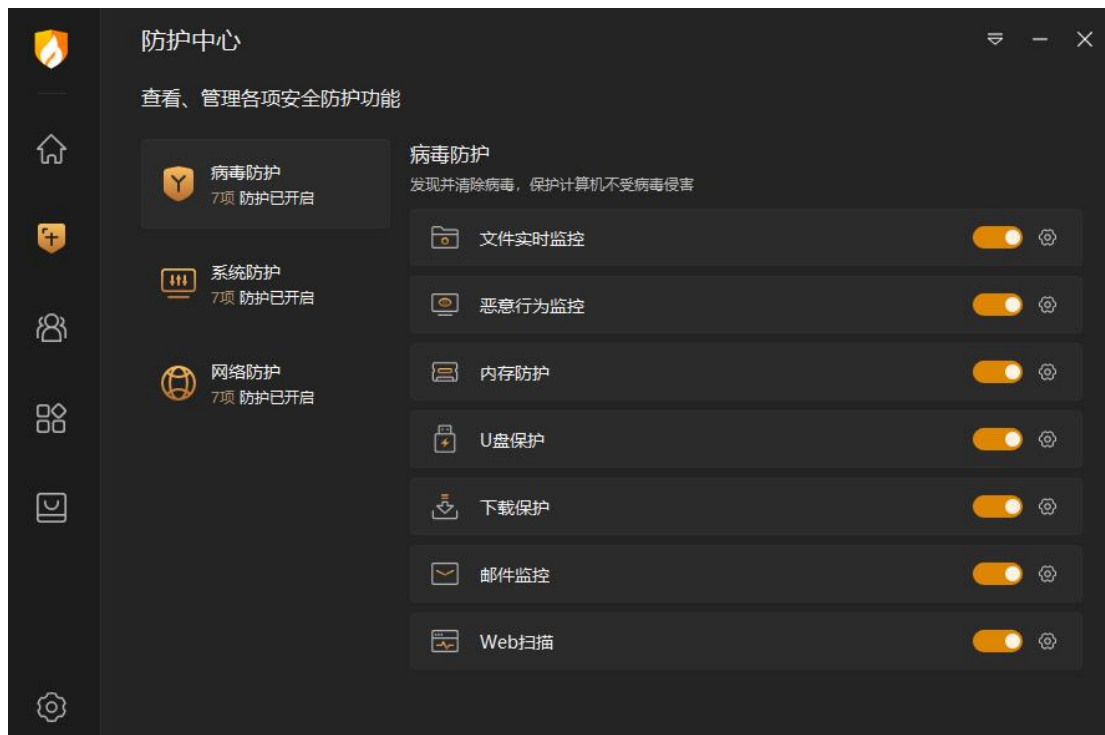 防护中心
查看、管理各项安全防护功能
病毒防护
7项 防护已开启
系统防护
7项 防护已开启
网络防护
7项 防护已开启
病毒防护
发现并清除病毒，保护计算机不受病毒侵害
文件实时监控
恶意行为监控
内存防护
U盘保护
下载保护
邮件监控
Web扫描